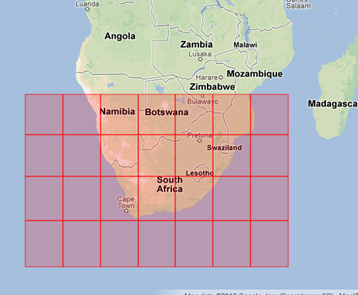 Luanda
Dar es
Salaam
Angola
Zambia
Malawi
Lusaka
Harare
Mozambique
Zimbabwe
Bulawayo
Madagasca
Namibia
Botswana
Pretoria
Swaziland
Lesotho
South
Africa
Cape
Town